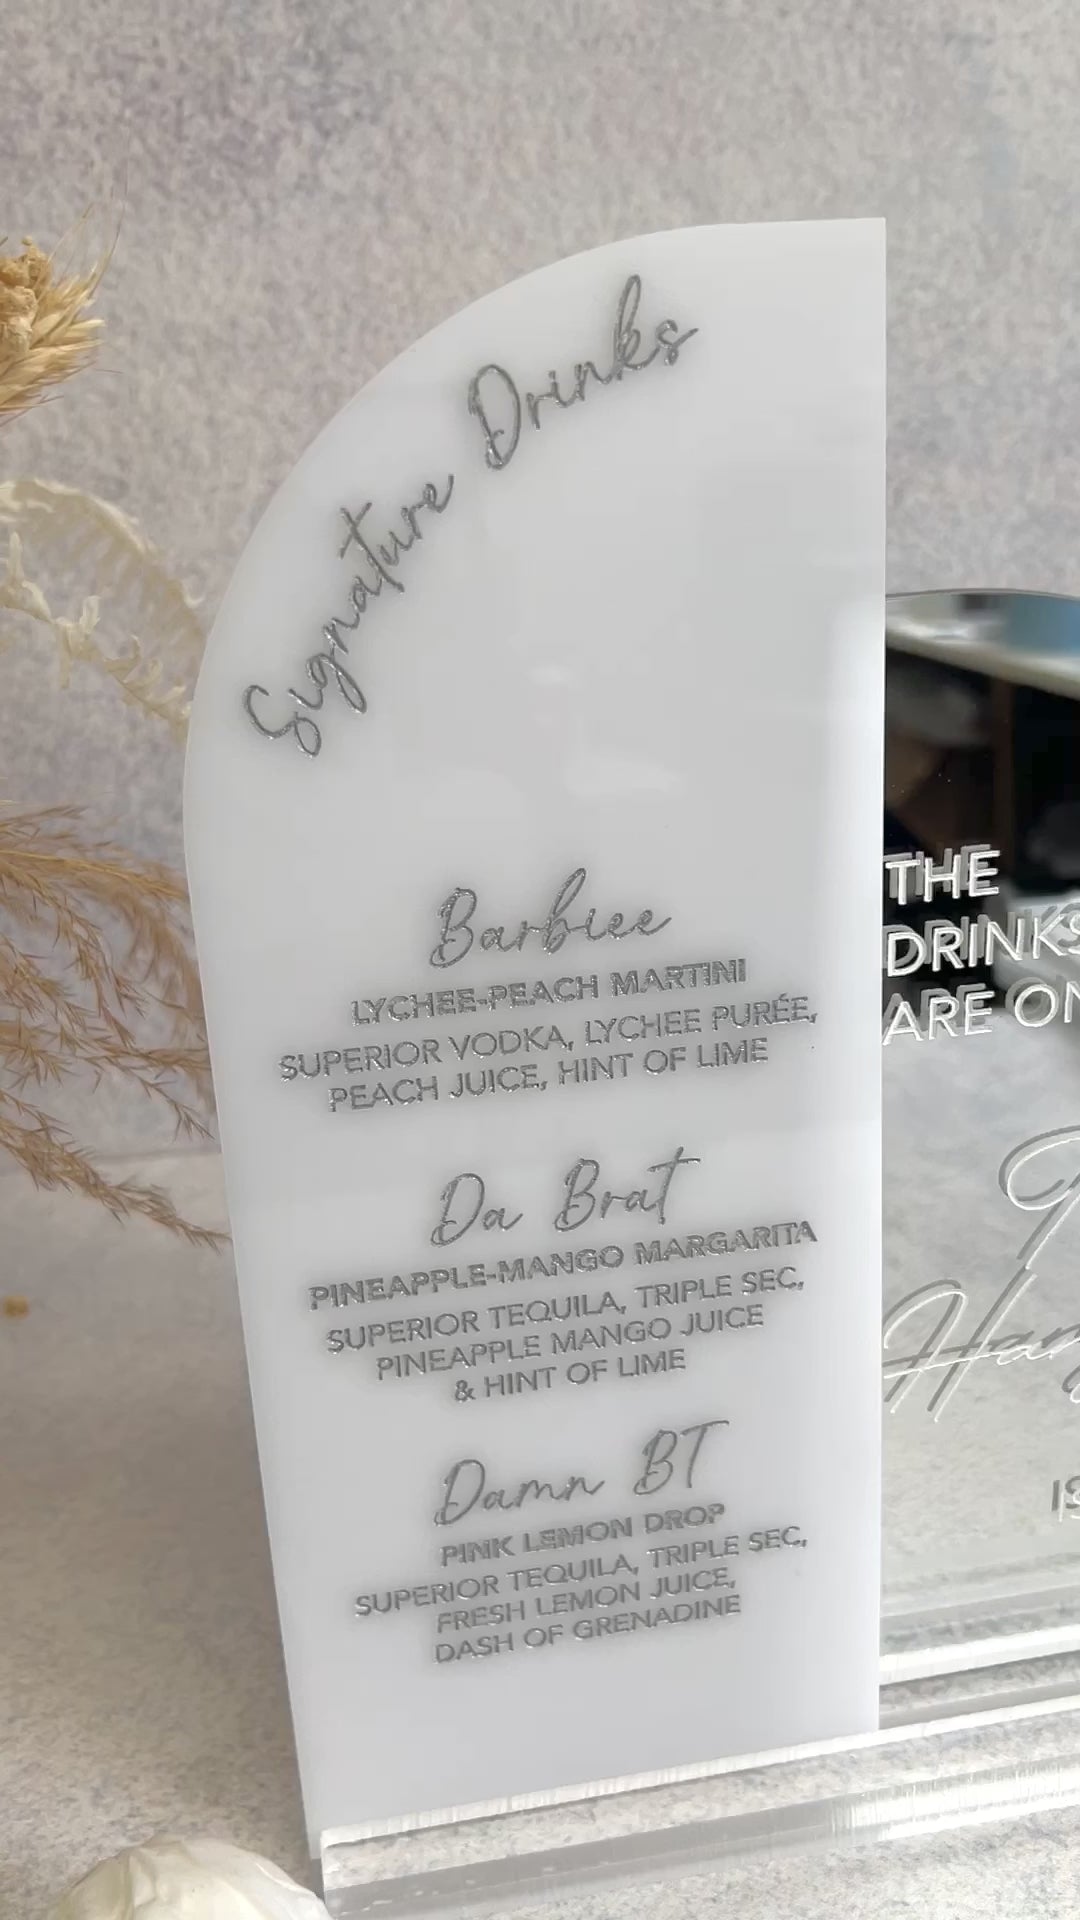 Signature Drinks
Barbiee
LYCHEE-PEACH MARTINI
SUPERIOR VODKA, LYCHEE PURÉE,
PEACH JUICE, HINT OF LIME
Da Brat
PINEAPPLE-MANGO MARGARITA
SUPERIOR TEQUILA, TRIPLE SEC,
PINEAPPLE MANGO JUICE
& HINT OF LIME
Damn BT
PINK LEMON DROP
SUPERIOR TEQUILA, TRIPLE SEC,
FRESH LEMON JUICE,
DASH OF GRENADINE
THE
DRINKS
ARE